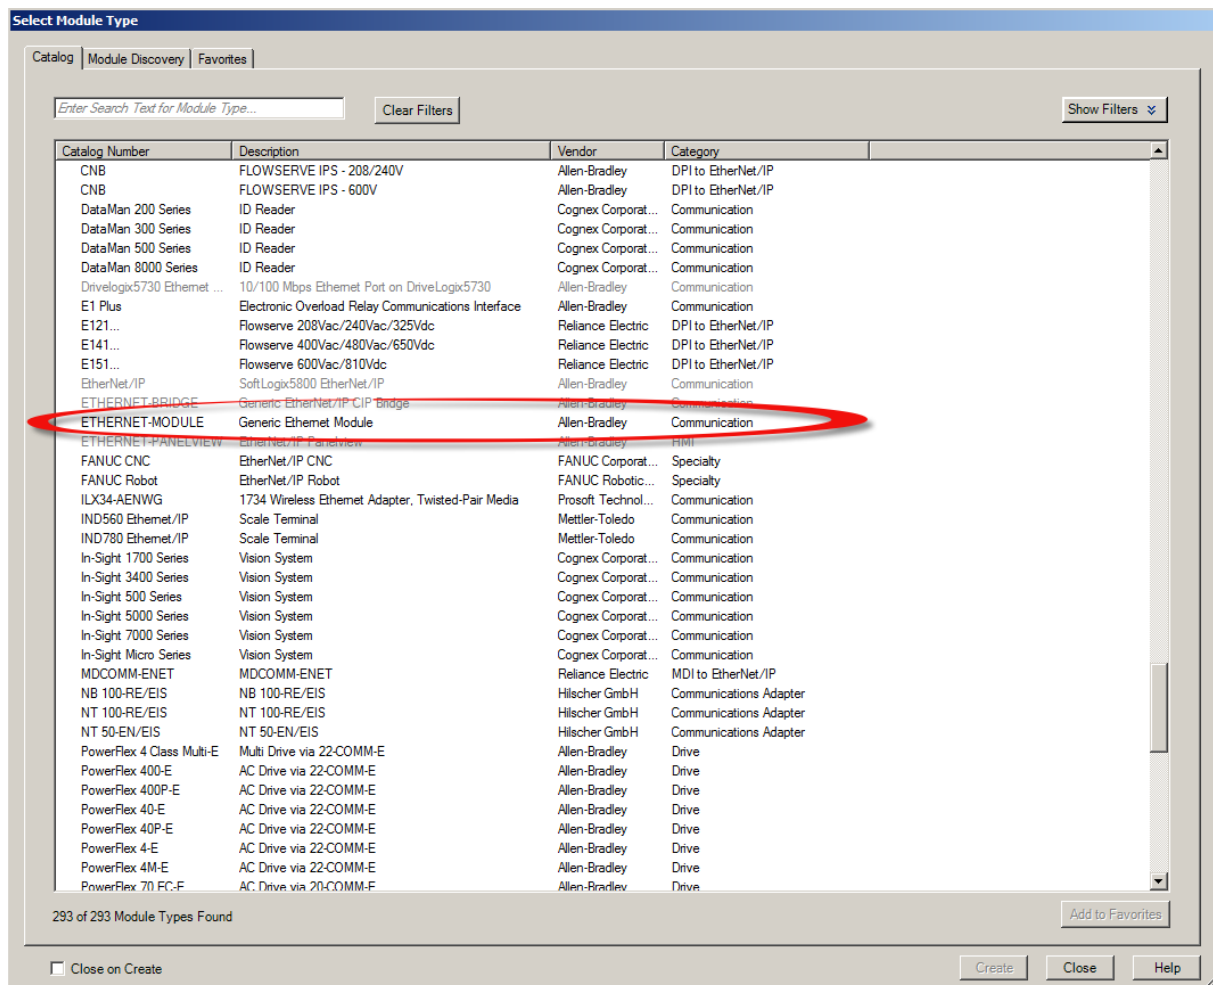 Select Module Type
Catalog Module Discovery Favorites
Enter Search Text for Module Type... Clear Filters Show Filters
Catalog Number Description Vendor Category
CNB FLOWSERVE IPS - 208/240V Allen-Bradley DPI to EtherNet/IP
CNB FLOWSERVE IPS - 600V Allen-Bradley DPI to EtherNet/IP
DataMan 200 Series ID Reader Cognex Corporat... Communication
DataMan 300 Series ID Reader Cognex Corporat... Communication
DataMan 500 Series ID Reader Cognex Corporat... Communication
DataMan 8000 Series ID Reader Cognex Corporat... Communication
Drivelogix5730 Ethernet ... 10/100 Mbps Ethernet Port on DriveLogix5730 Allen-Bradley Communication
E1 Plus Electronic Overload Relay Communications Interface Allen-Bradley Communication
E121... Flowserve 208Vac/240Vac/325Vdc Reliance Electric DPI to EtherNet/IP
E141... Flowserve 400Vac/480Vac/650Vdc Reliance Electric DPI to EtherNet/IP
E151... Flowserve 600Vac/810Vdc Reliance Electric DPI to EtherNet/IP
EtherNet/IP SoftLogix5800 EtherNet/IP Allen-Bradley Communication
ETHERNET-BRIDGE Generic EtherNet/IP CIP Bridge Allen-Bradley Communication
ETHERNET-MODULE Generic Ethernet Module Allen-Bradley Communication
ETHERNET-PANELVIEW EtherNet/IP Panelview Allen-Bradley HMI
FANUC CNC EtherNet/IP CNC FANUC Corporat... Specialty
FANUC Robot EtherNet/IP Robot FANUC Robotic... Specialty
ILX34-AENWG 1734 Wireless Ethernet Adapter, Twisted-Pair Media Prosoft Technol... Communication
IND560 Ethernet/IP Scale Terminal Mettler-Toledo Communication
IND780 Ethernet/IP Scale Terminal Mettler-Toledo Communication
In-Sight 1700 Series Vision System Cognex Corporat... Communication
In-Sight 3400 Series Vision System Cognex Corporat... Communication
In-Sight 500 Series Vision System Cognex Corporat... Communication
In-Sight 5000 Series Vision System Cognex Corporat... Communication
In-Sight 7000 Series Vision System Cognex Corporat... Communication
In-Sight Micro Series Vision System Cognex Corporat... Communication
MDCOMM-ENET MDCOMM-ENET Reliance Electric MDI to EtherNet/IP
NB 100-RE/EIS NB 100-RE/EIS Hilscher GmbH Communications Adapter
NT 100-RE/EIS NT 100-RE/EIS Hilscher GmbH Communications Adapter
NT 50-EN/EIS NT 50-EN/EIS Hilscher GmbH Communications Adapter
PowerFlex 4 Class Multi-E Multi Drive via 22-COMM-E Allen-Bradley Drive
PowerFlex 400-E AC Drive via 22-COMM-E Allen-Bradley Drive
PowerFlex 400P-E AC Drive via 22-COMM-E Allen-Bradley Drive
PowerFlex 40-E AC Drive via 22-COMM-E Allen-Bradley Drive
PowerFlex 40P-E AC Drive via 22-COMM-E Allen-Bradley Drive
PowerFlex 4-E AC Drive via 22-COMM-E Allen-Bradley Drive
PowerFlex 4M-E AC Drive via 22-COMM-E Allen-Bradley Drive
PowerFlex 70 EC-E AC Drive via 20-COMM-E Allen-Bradley Drive
293 of 293 Module Types Found Add to Favorites
Close on Create Create Close Help